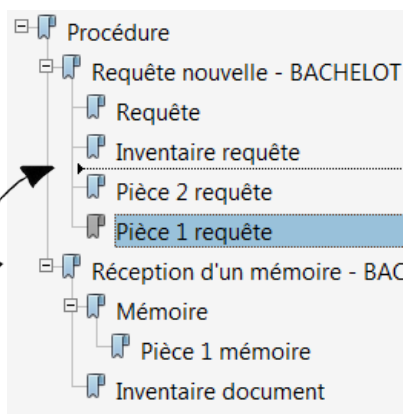 Procédure
Requête nouvelle - BACHELOT
Requête
Inventaire requête
Pièce 2 requête
Pièce 1 requête
Réception d'un mémoire - BAC
Mémoire
Pièce 1 mémoire
Inventaire document